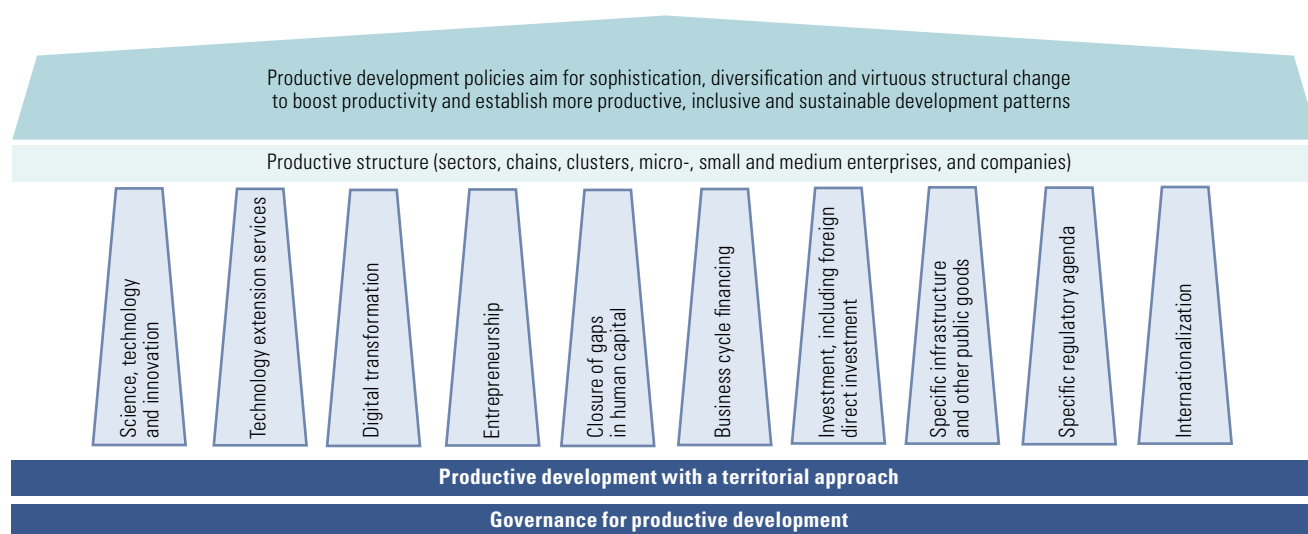 Productive development policies aim for sophistication, diversification and virtuous structural change
to boost productivity and establish more productive, inclusive and sustainable development patterns
Productive structure (sectors, chains, clusters, micro-, small and medium enterprises, and companies)
Science, technology
and innovation
Technology extension services
Digital transformation
Entrepreneurship
Closure of gaps
in human capital
Business cycle financing
Investment, including foreign
direct investment
Specific infrastructure
and other public goods
Specific regulatory agenda
Internationalization
Productive development with a territorial approach
Governance for productive development